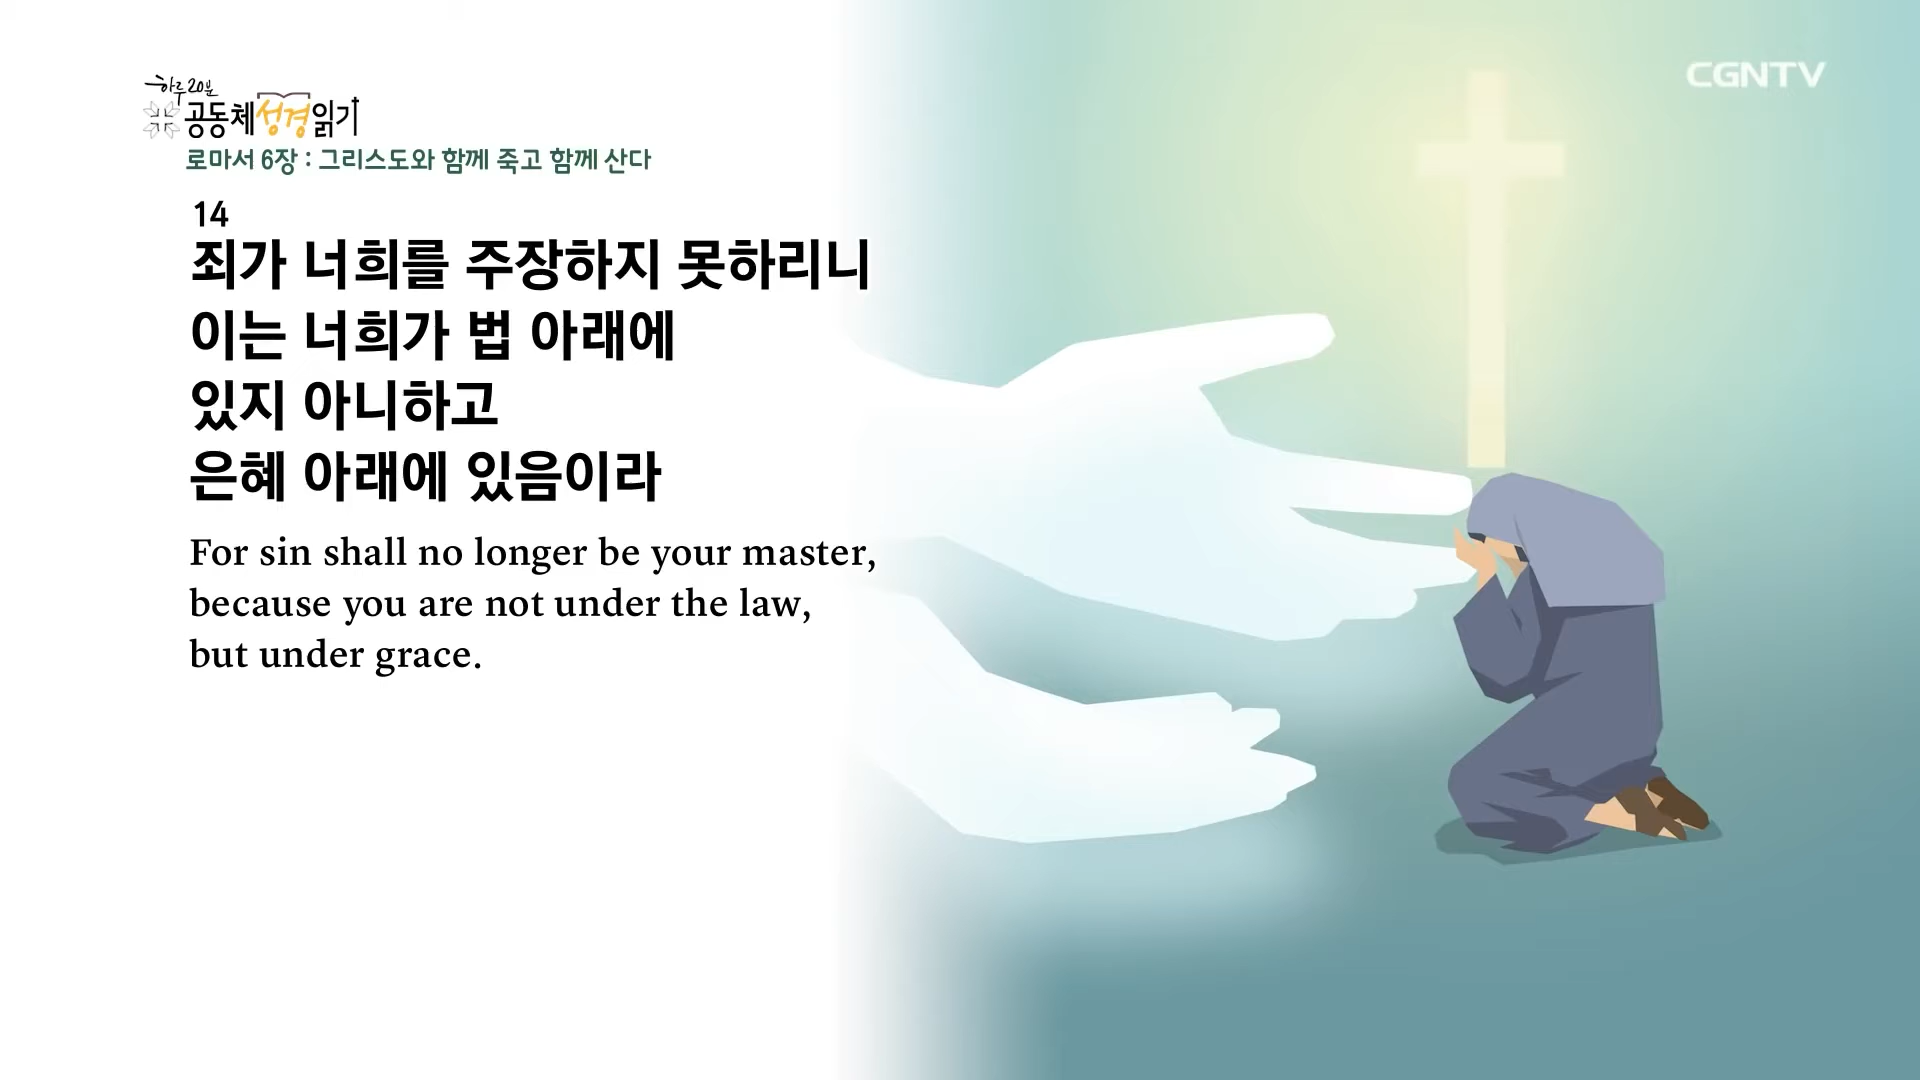 하루 20분
공동체성경읽기
CGNTV
로마서 6장 : 그리스도와 함께 죽고 함께 산다
14
죄가 너희를 주장하지 못하리니
이는 너희가 법 아래에
있지 아니하고
은혜 아래에 있음이라
For sin shall no longer be your master,
because you are not under the law,
but under grace.